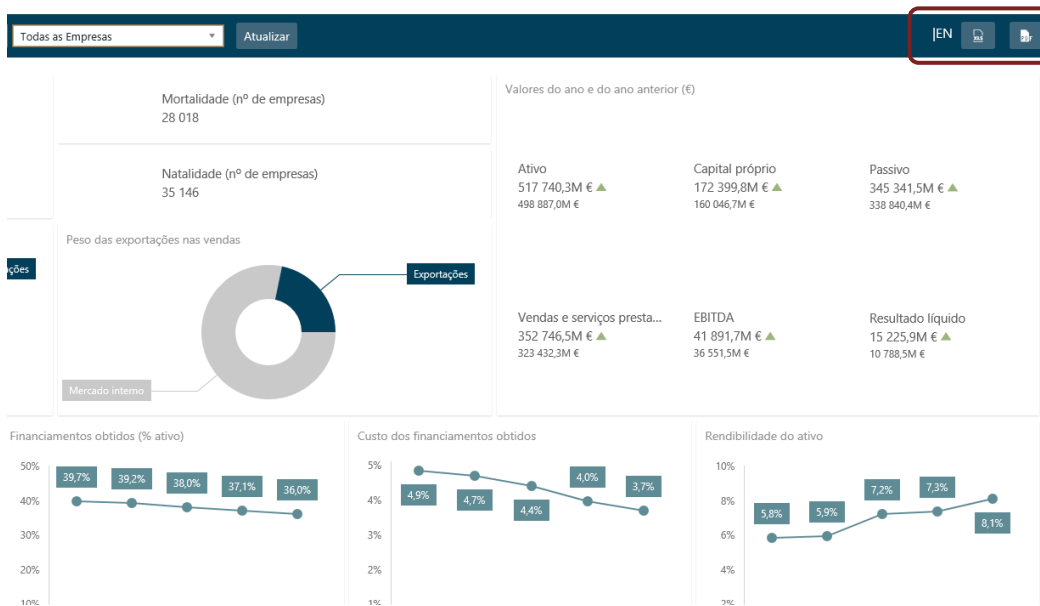 Todas as Empresas
Atualizar
|EN
XLS
PDF
Mortalidade (nº de empresas)
28 018
Natalidade (nº de empresas)
35 146
Valores do ano e do ano anterior (€)
Ativo
517 740,3M €
498 887,0M €
Capital próprio
172 399,8M €
160 046,7M €
Passivo
345 341,5M €
338 840,4M €
Vendas e serviços presta...
352 746,5M €
323 432,3M €
EBITDA
41 891,7M €
36 551,5M €
Resultado líquido
15 225,9M €
10 788,5M €
ações
Peso das exportações nas vendas
Exportações
Mercado interno
Financiamentos obtidos (% ativo)
50%
40%
30%
20%
10%
39,7%
39,2%
38,0%
37,1%
36,0%
Custo dos financiamentos obtidos
5%
4%
3%
2%
1%
4,9%
4,7%
4,4%
4,0%
3,7%
Rendibilidade do ativo
10%
8%
6%
4%
2%
5,8%
5,9%
7,2%
7,3%
8,1%